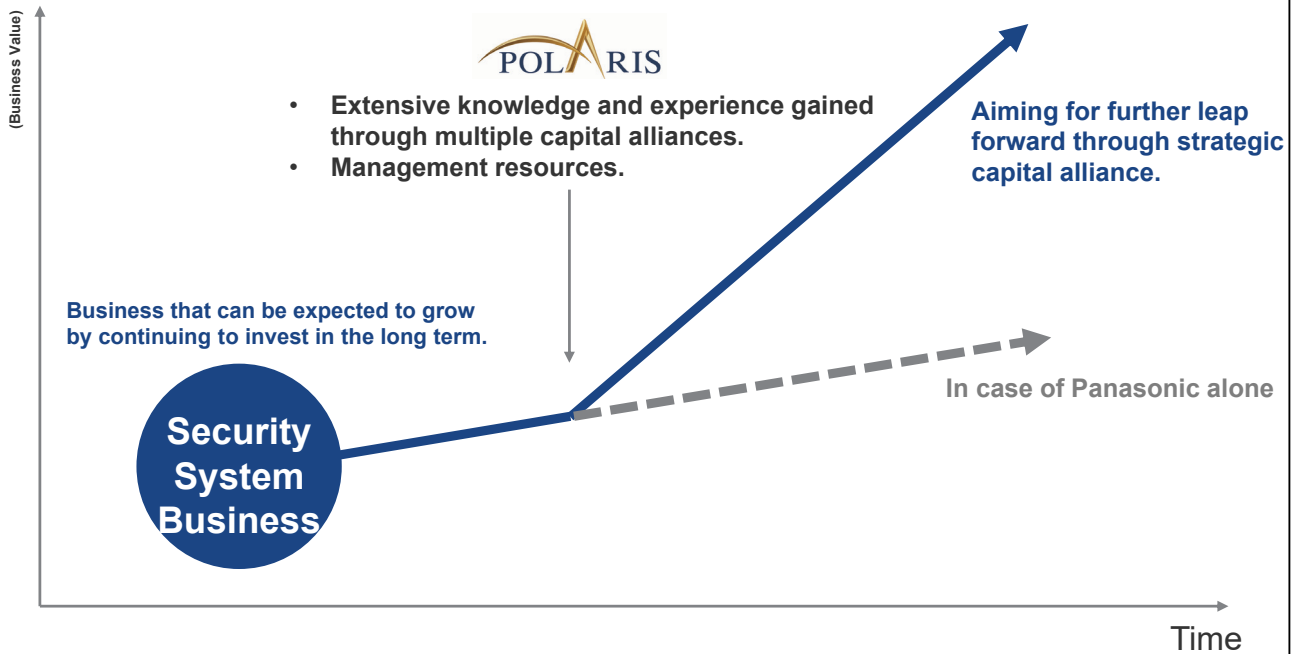 (Business Value)
POLARIS
• Extensive knowledge and experience gained
through multiple capital alliances.
• Management resources.
Aiming for further leap
forward through strategic
capital alliance.
Business that can be expected to grow
by continuing to invest in the long term.
In case of Panasonic alone
Security
System
Business
Time